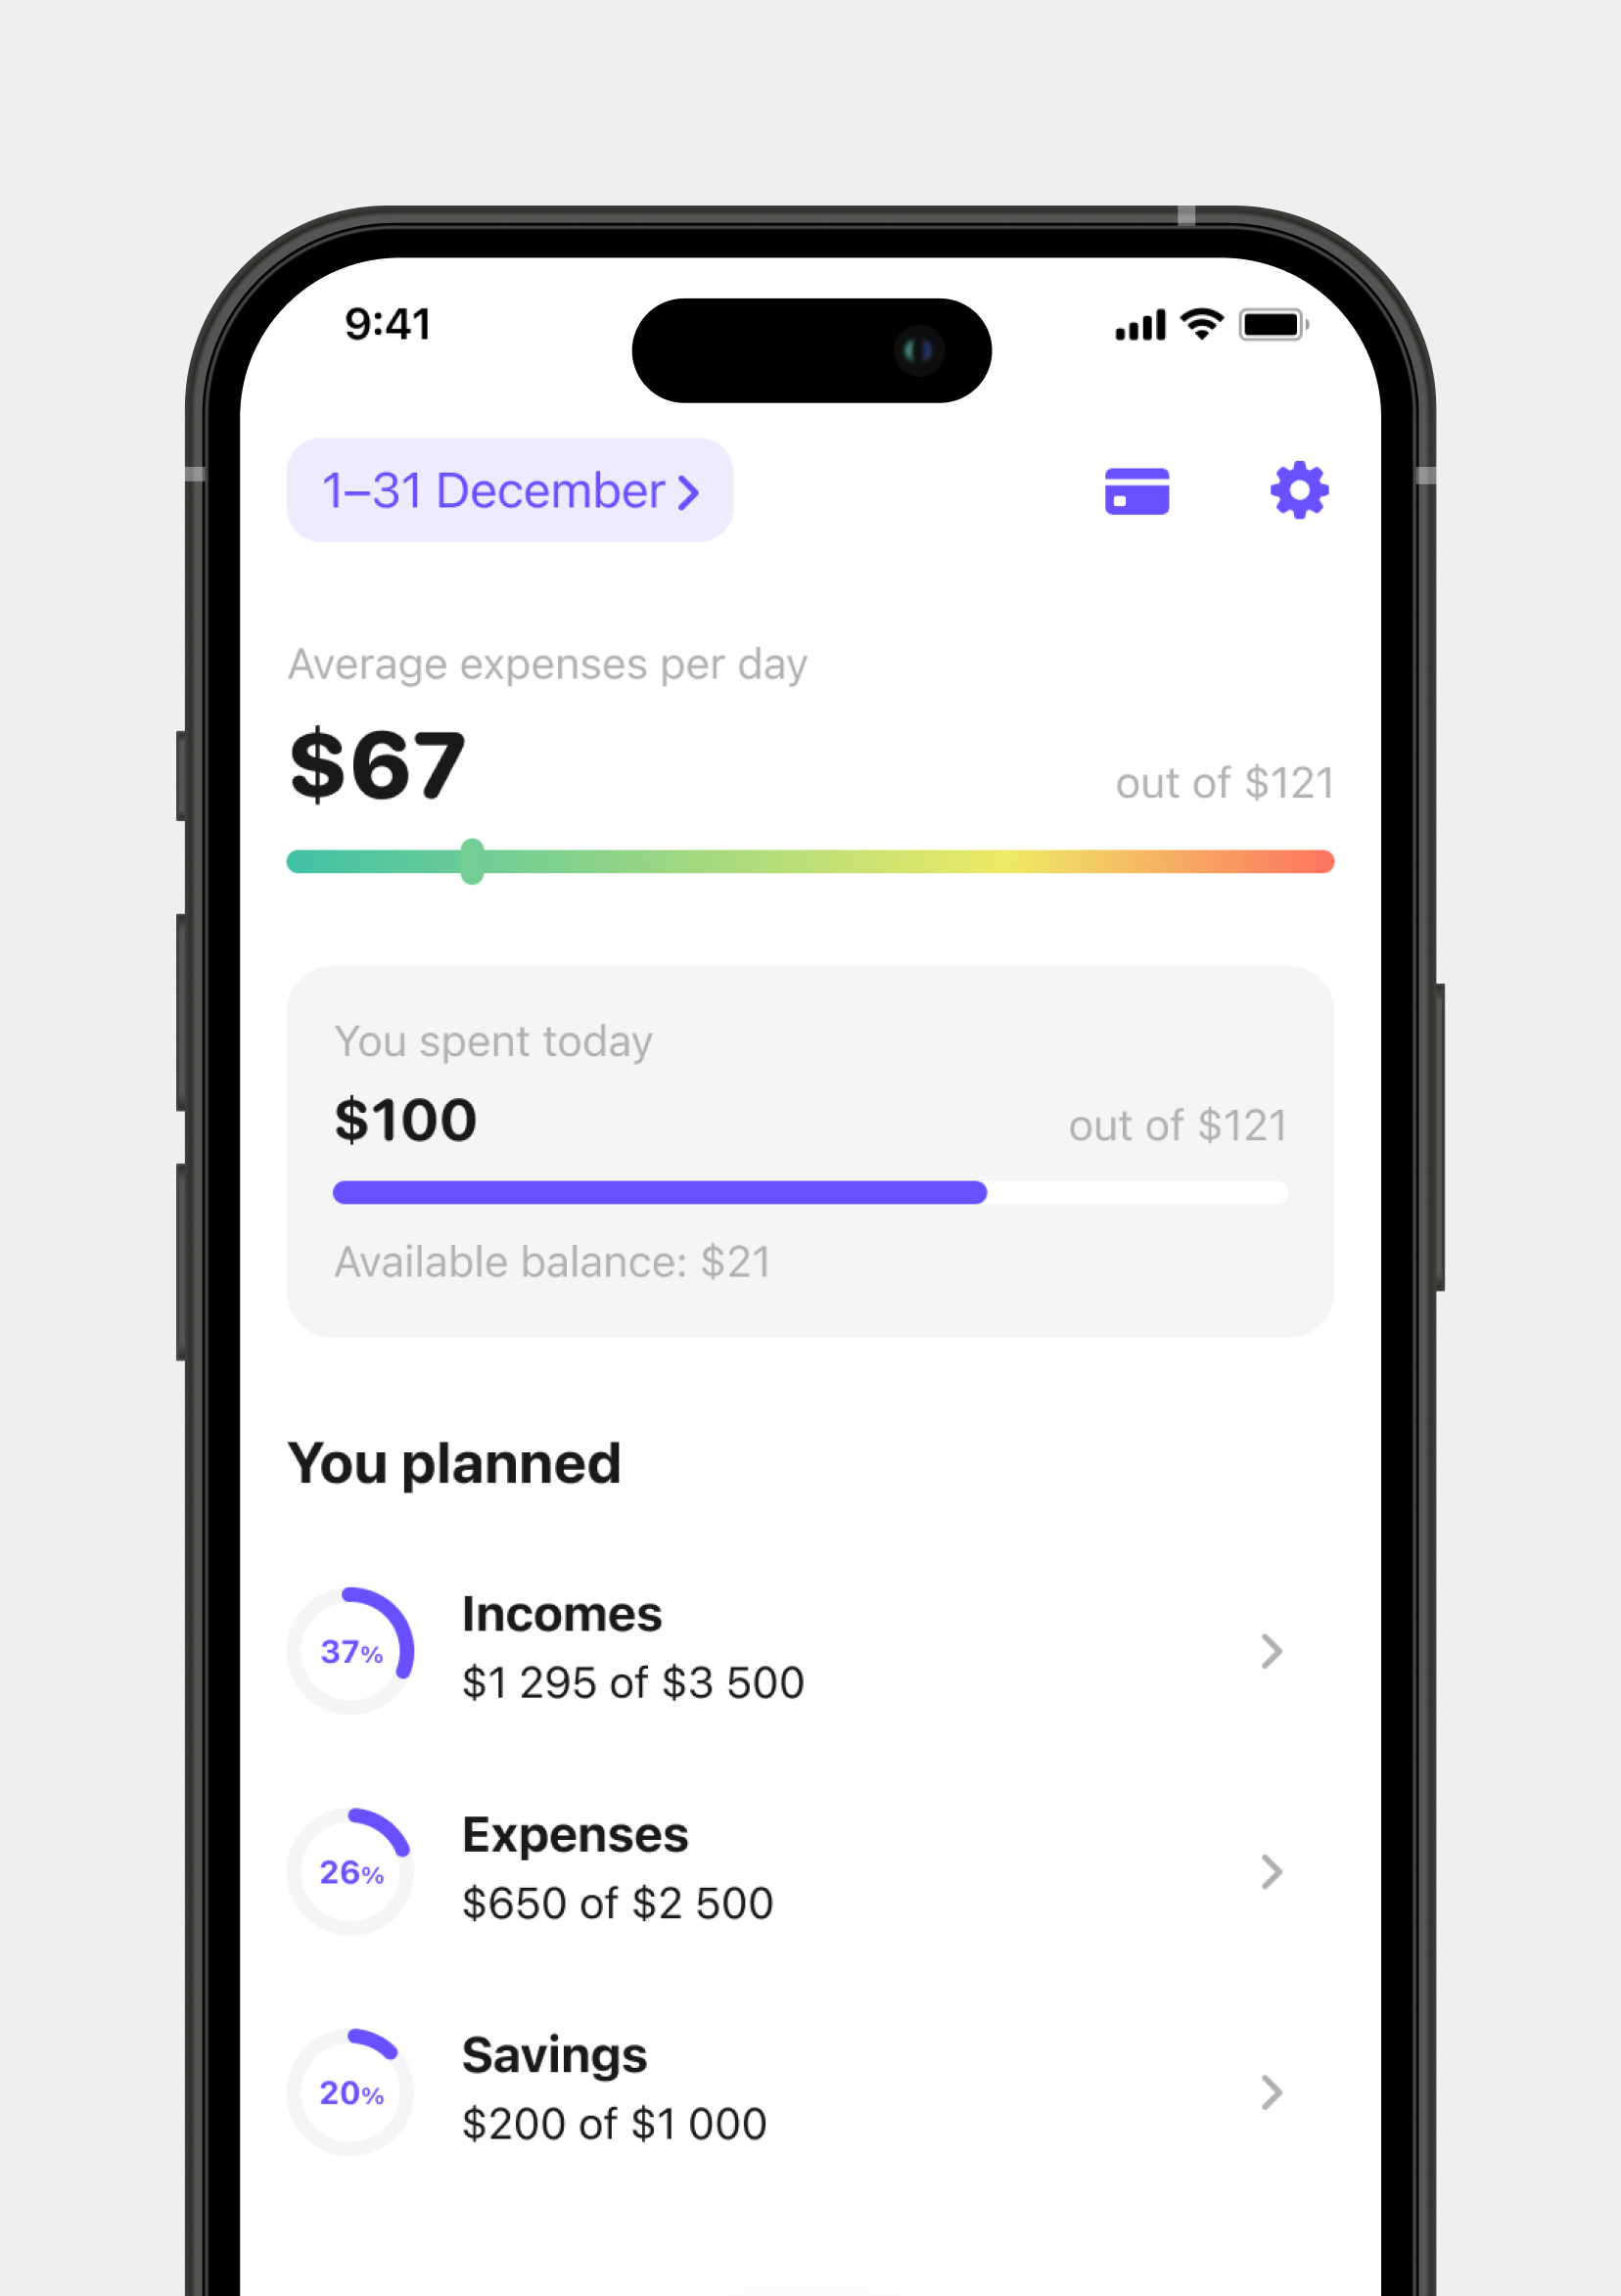 9:41
1–31 December
Average expenses per day
$67
out of $121
You spent today
$100
out of $121
Available balance: $21
You planned
37%
Incomes
$1 295 of $3 500
26%
Expenses
$650 of $2 500
20%
Savings
$200 of $1 000